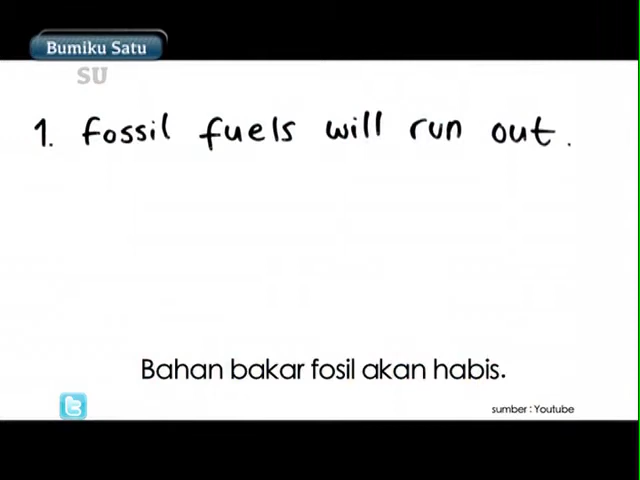 Bumiku Satu
SU
1. fossil fuels will run out.
Bahan bakar fosil akan habis.
sumber : Youtube